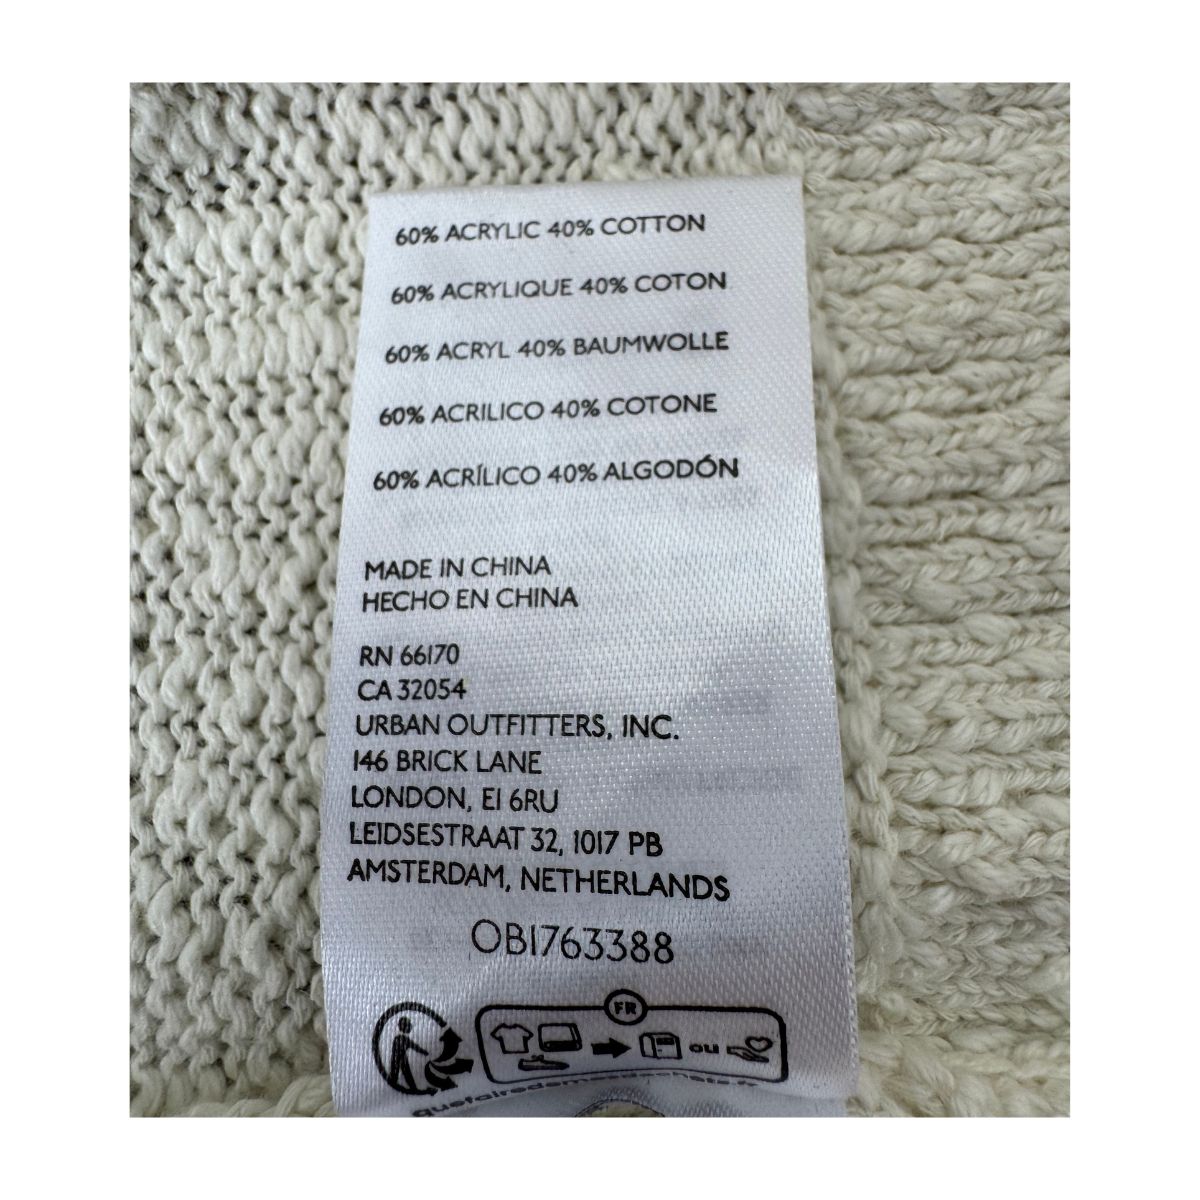 60% ACRYLIC 40% COTTON
60% ACRYLIQUE 40% COTON
60% ACRYL 40% BAUMWOLLE
60% ACRILICO 40% COTONE
60% ACRÍLICO 40% ALGODÓN
MADE IN CHINA
HECHO EN CHINA
RN 66170
CA 32054
URBAN OUTFITTERS, INC.
146 BRICK LANE
LONDON, E1 6RU
LEIDSESTRAAT 32, 1017 PB
AMSTERDAM, NETHERLANDS
OB1763388
FR
ou
quefairedemesdechets.fr